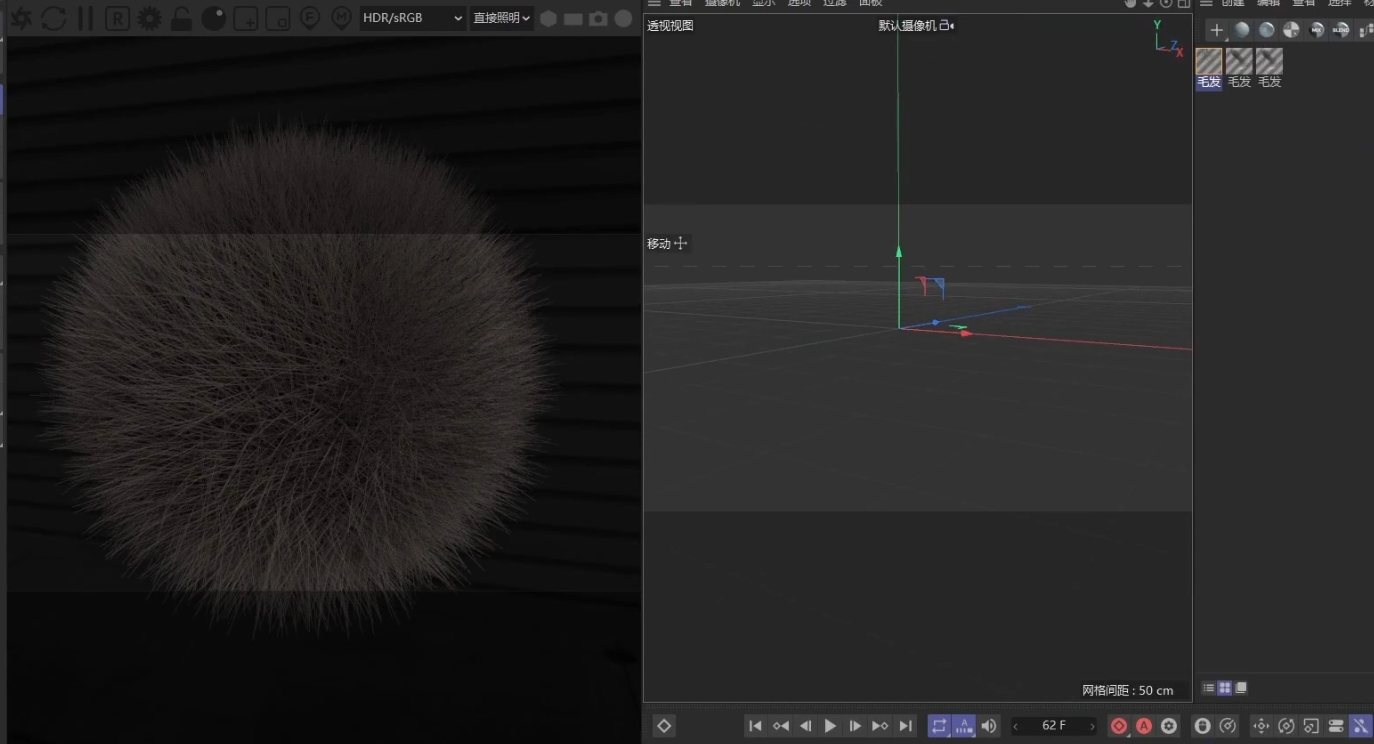 查看 摄像机 显示 选项 过滤 面板
创建 编辑 查看 选择
R F M HDR/sRGB 直接照明
透视视图
默认摄像机
Y
Z
X
MIX BLEND
毛发 毛发 毛发
移动
网格间距 : 50 cm
A
62 F
A